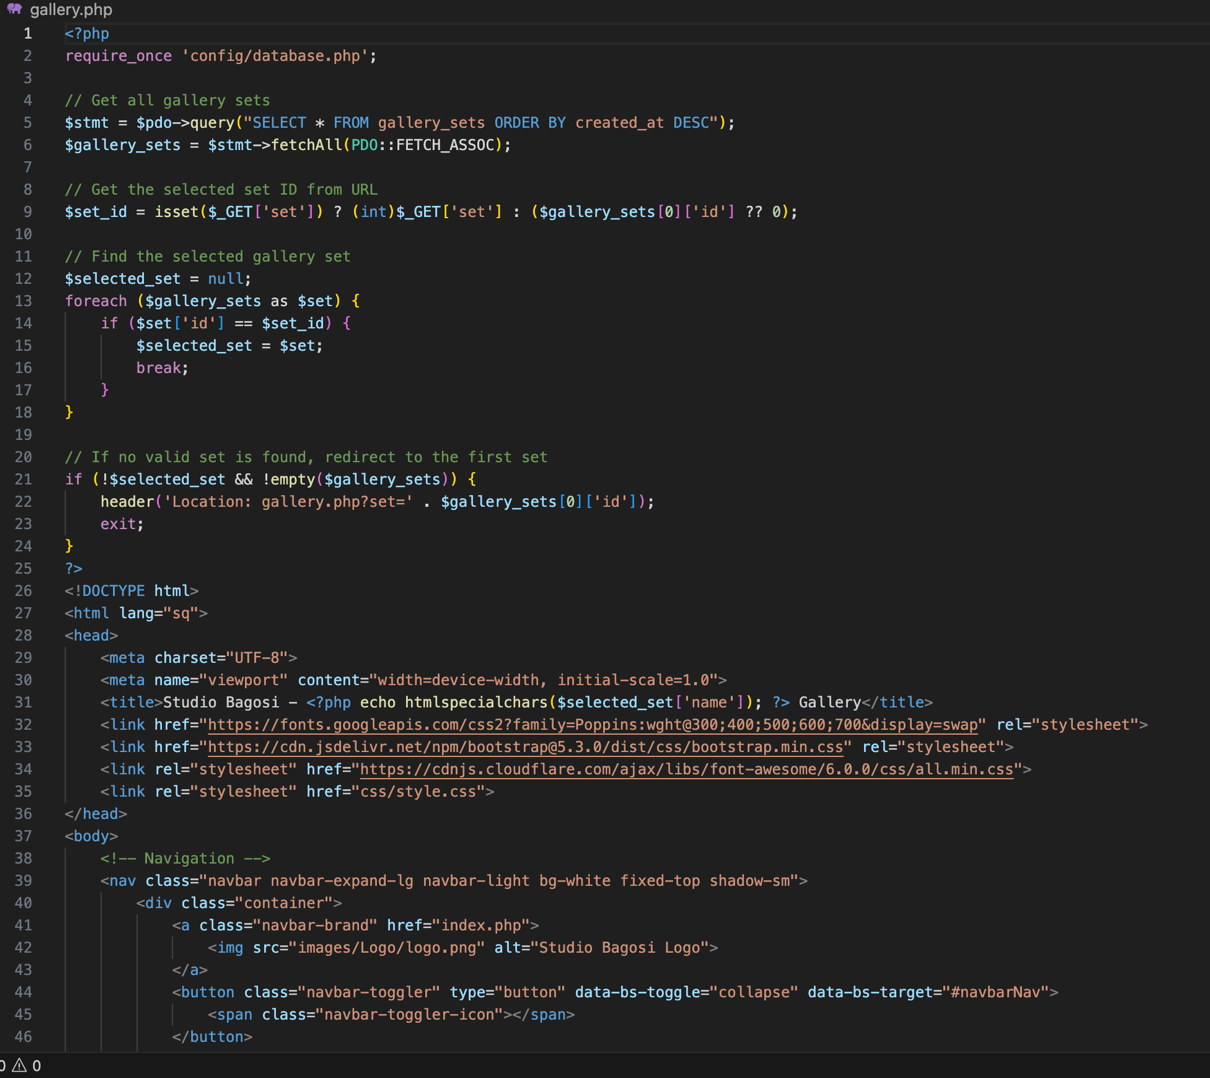 gallery.php
1 <?php
2 require_once 'config/database.php';
3
4 // Get all gallery sets
5 $stmt = $pdo->query("SELECT * FROM gallery_sets ORDER BY created_at DESC");
6 $gallery_sets = $stmt->fetchAll(PDO::FETCH_ASSOC);
7
8 // Get the selected set ID from URL
9 $set_id = isset($_GET['set']) ? (int)$_GET['set'] : ($gallery_sets[0]['id'] ?? 0);
10
11 // Find the selected gallery set
12 $selected_set = null;
13 foreach ($gallery_sets as $set) {
14     if ($set['id'] == $set_id) {
15         $selected_set = $set;
16         break;
17     }
18 }
19
20 // If no valid set is found, redirect to the first set
21 if (!$selected_set && !empty($gallery_sets)) {
22     header('Location: gallery.php?set=' . $gallery_sets[0]['id']);
23     exit;
24 }
25 ?>
26 <!DOCTYPE html>
27 <html lang="sq">
28 <head>
29     <meta charset="UTF-8">
30     <meta name="viewport" content="width=device-width, initial-scale=1.0">
31     <title>Studio Bagosi - <?php echo htmlspecialchars($selected_set['name']); ?> Gallery</title>
32     <link href="https://fonts.googleapis.com/css2?family=Poppins:wght@300;400;500;600;700&display=swap" rel="stylesheet">
33     <link href="https://cdn.jsdelivr.net/npm/bootstrap@5.3.0/dist/css/bootstrap.min.css" rel="stylesheet">
34     <link rel="stylesheet" href="https://cdnjs.cloudflare.com/ajax/libs/font-awesome/6.0.0/css/all.min.css">
35     <link rel="stylesheet" href="css/style.css">
36 </head>
37 <body>
38     <!-- Navigation -->
39     <nav class="navbar navbar-expand-lg navbar-light bg-white fixed-top shadow-sm">
40         <div class="container">
41             <a class="navbar-brand" href="index.php">
42                 <img src="images/Logo/logo.png" alt="Studio Bagosi Logo">
43             </a>
44             <button class="navbar-toggler" type="button" data-bs-toggle="collapse" data-bs-target="#navbarNav">
45                 <span class="navbar-toggler-icon"></span>
46             </button>
0 ⚠ 0